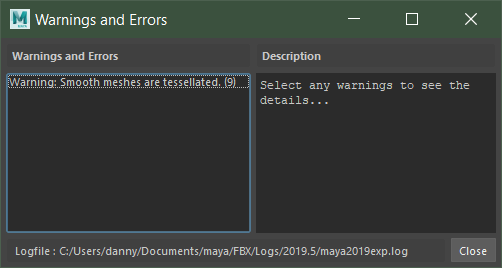 Warnings and Errors
Warnings and Errors
Description
Warning: Smooth meshes are tessellated. (9)
Select any warnings to see the
details...
Logfile : C:/Users/danny/Documents/maya/FBX/Logs/2019.5/maya2019exp.log
Close